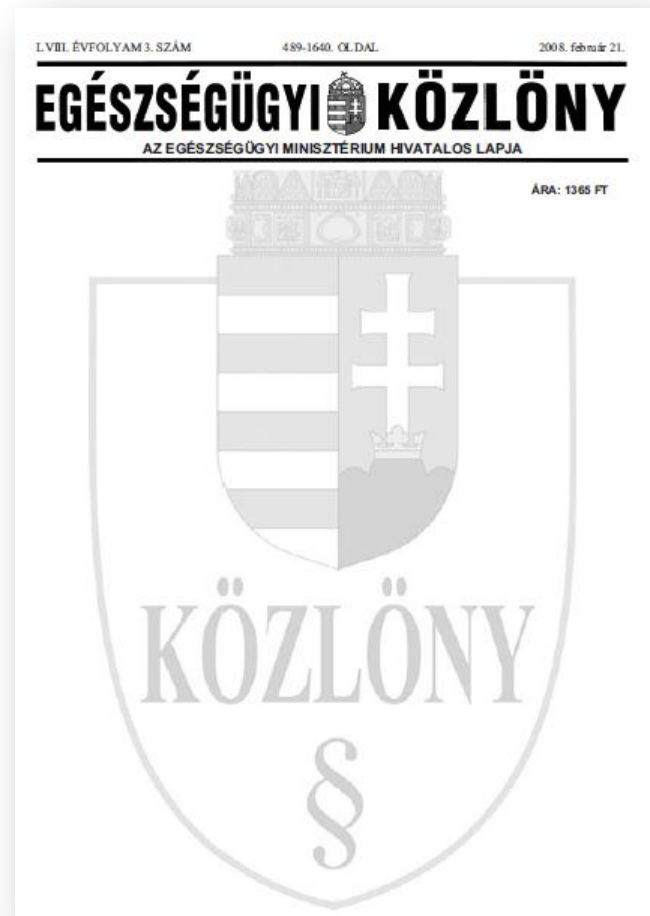 LVIII. ÉVFOLYAM 3. SZÁM 489-1640. OLDAL 2008. február 21.
EGÉSZSÉGÜGYI KÖZLÖNY
AZ EGÉSZSÉGÜGYI MINISZTÉRIUM HIVATALOS LAPJA
ÁRA: 1365 FT
KÖZLÖNY
§